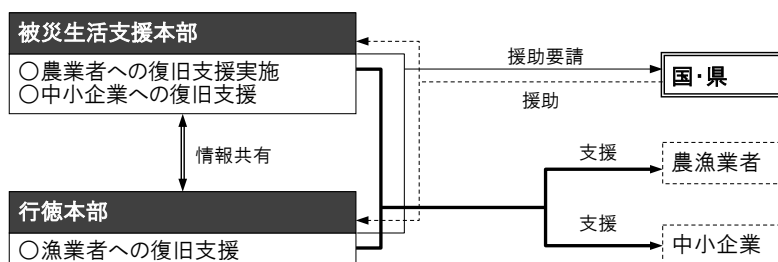 被災生活支援本部
○農業者への復旧支援実施
○中小企業への復旧支援
援助要請
国・県
援助
情報共有
支援
農漁業者
行徳本部
○漁業者への復旧支援
支援
中小企業